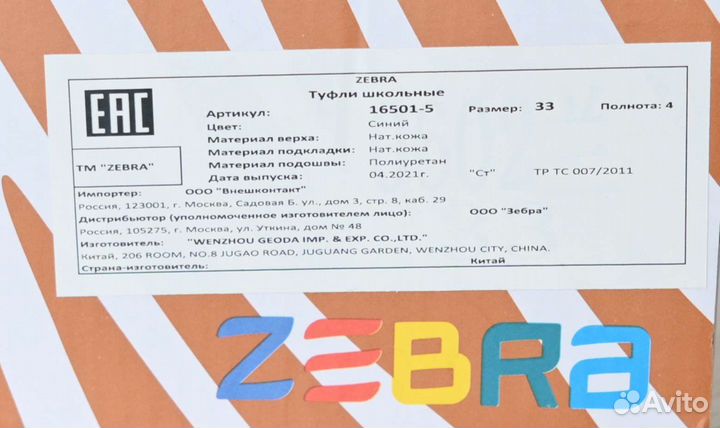 ZEBRA
Туфли школьные
EAC
Артикул: 16501-5 Размер: 33 Полнота: 4
Цвет: Синий
Материал верха: Нат.кожа
Материал подкладки: Нат.кожа
ТМ "ZEBRA"
Материал подошвы: Полиуретан
Дата выпуска: 04.2021г. "Ст" ТР ТС 007/2011
Импортер: ООО "Внешконтакт"
Россия, 123001, г. Москва, Садовая Б. ул., дом 3, стр. 8, каб. 29
Дистрибьютор (уполномоченное изготовителем лицо): ООО "Зебра"
Россия, 105275, г. Москва, ул. Уткина, дом № 48
Изготовитель: "WENZHOU GEODA IMP. & EXP. CO.,LTD."
Китай, 206 ROOM, NO.8 JUGAO ROAD, JUGUANG GARDEN, WENZHOU CITY, CHINA.
Страна-изготовитель: Китай
ZEBRA
Avito